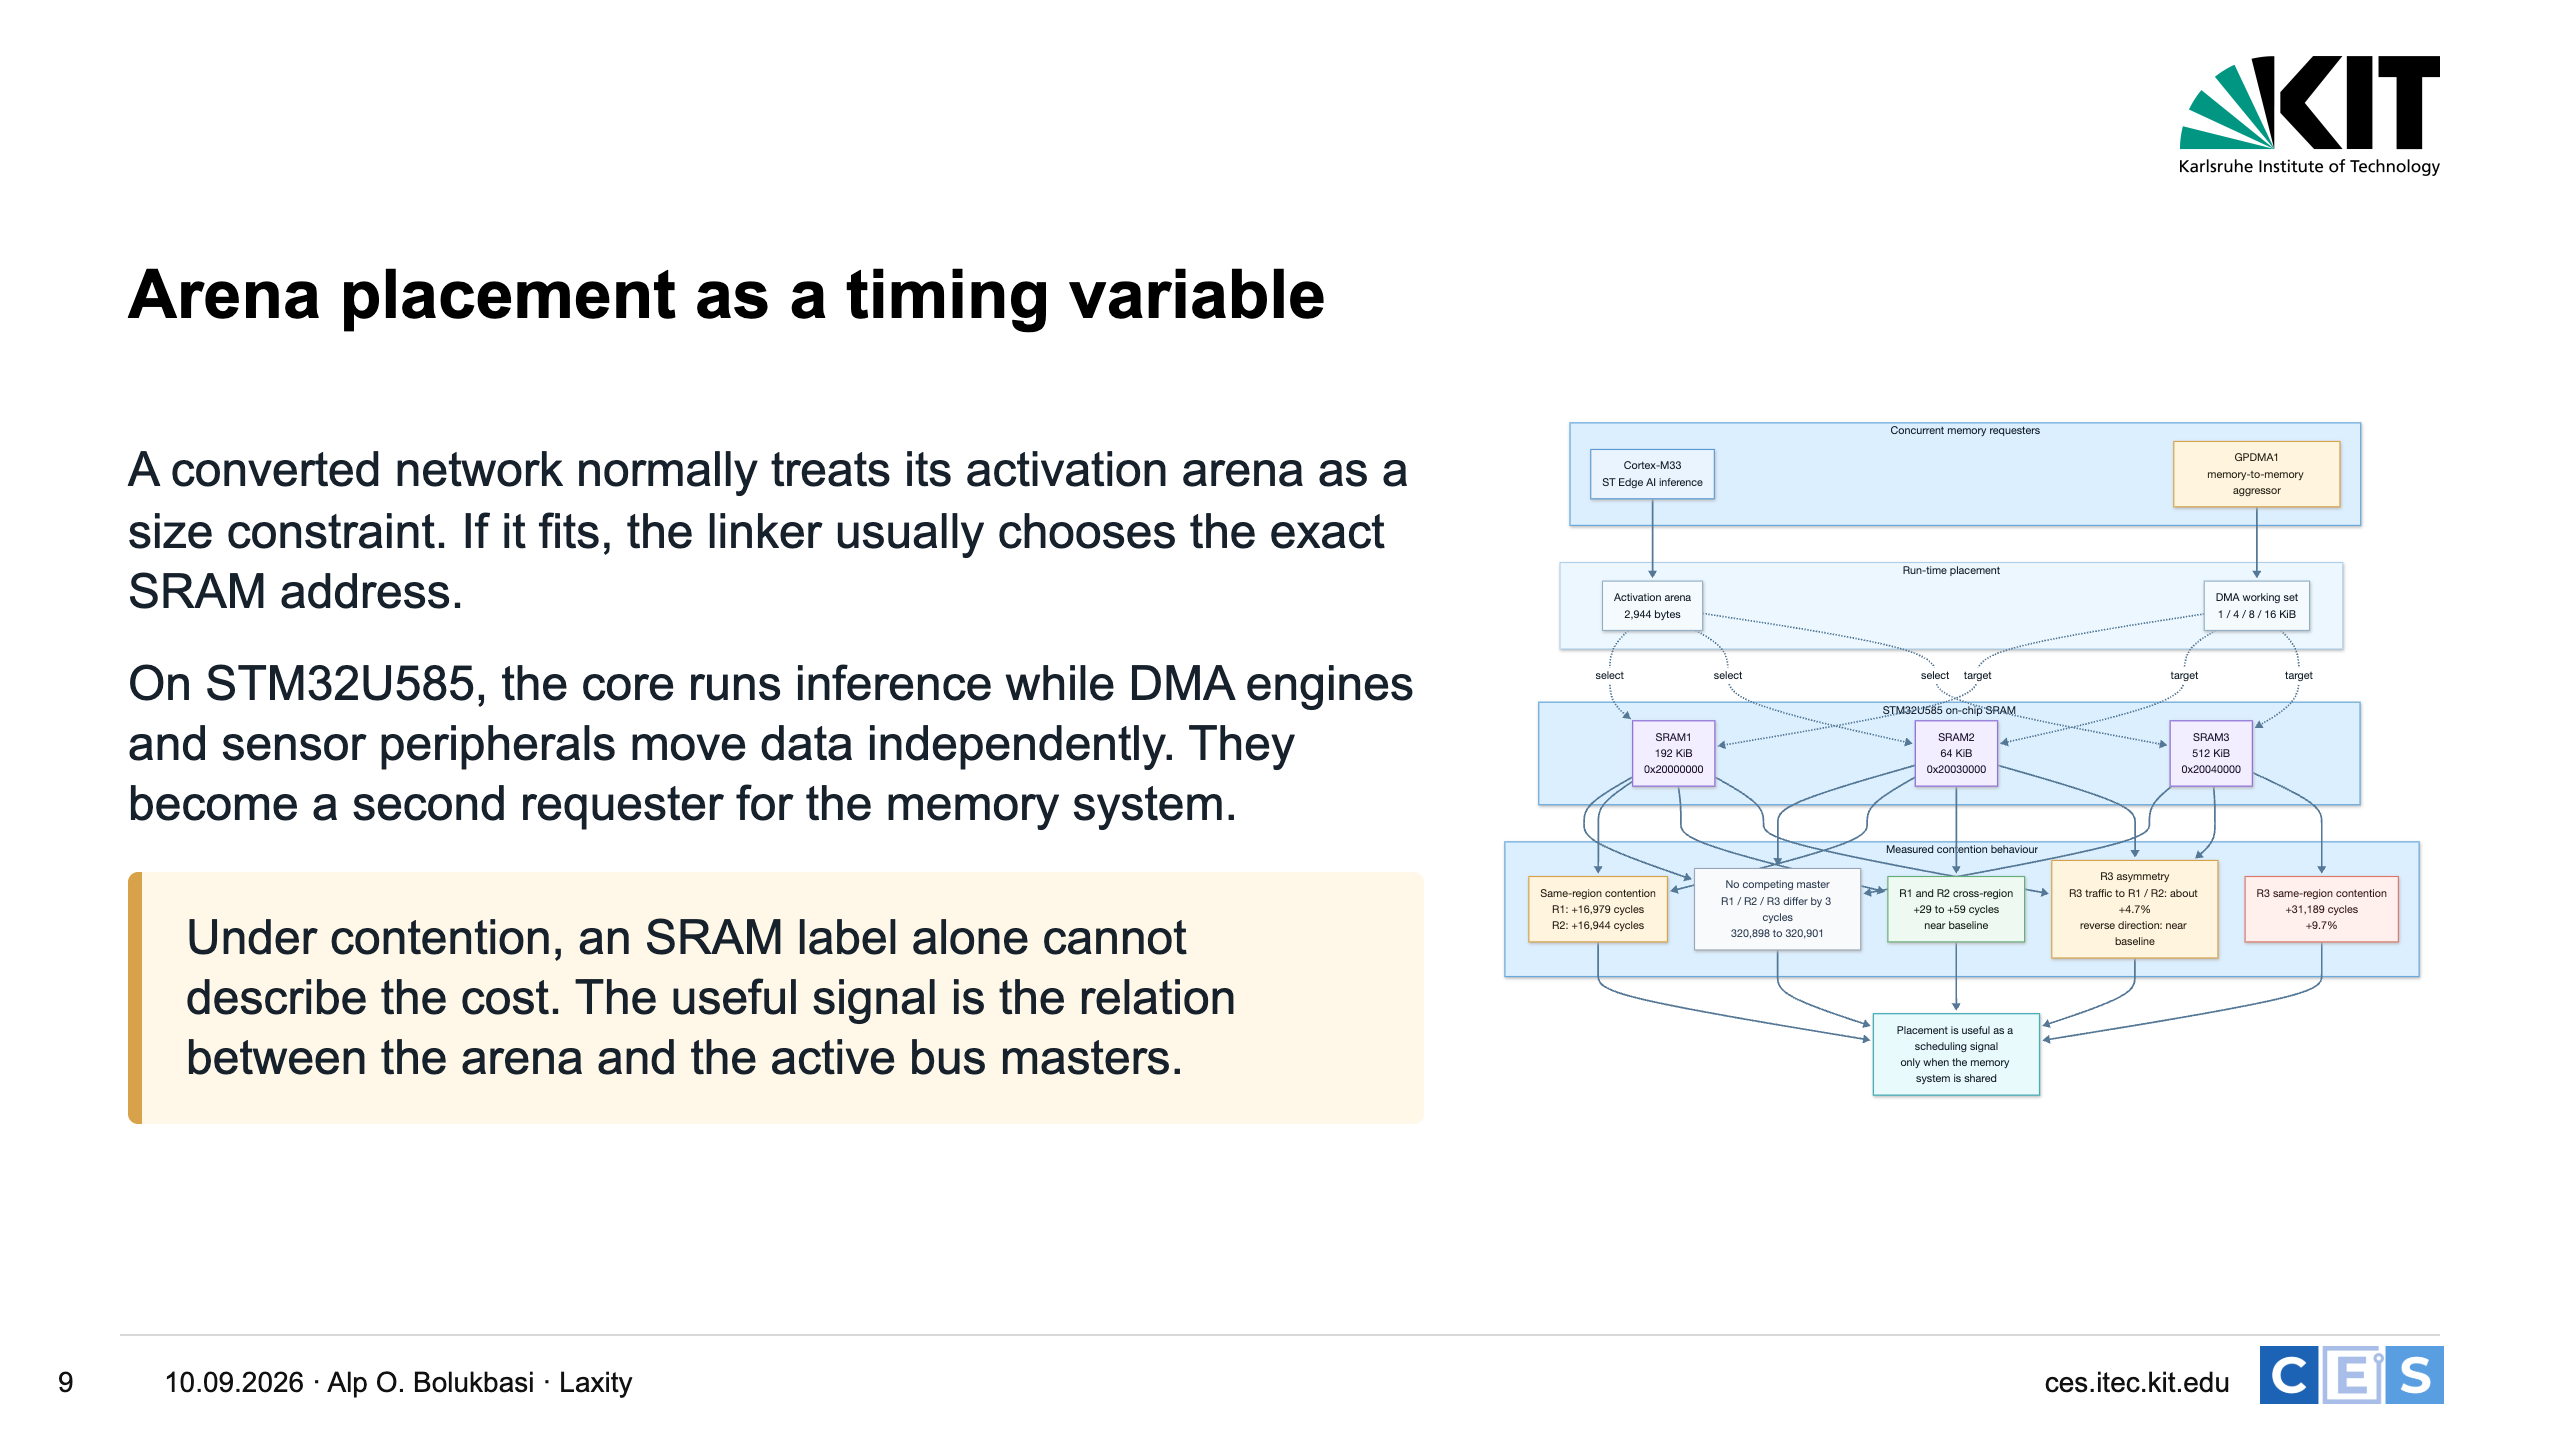 KIT
Karlsruhe Institute of Technology
Arena placement as a timing variable
A converted network normally treats its activation arena as a
size constraint. If it fits, the linker usually chooses the exact
SRAM address.
On STM32U585, the core runs inference while DMA engines
and sensor peripherals move data independently. They
become a second requester for the memory system.
Under contention, an SRAM label alone cannot
describe the cost. The useful signal is the relation
between the arena and the active bus masters.
Concurrent memory requesters
Cortex-M33
ST Edge AI inference
GPDMA1
memory-to-memory
aggressor
Run-time placement
Activation arena
2,944 bytes
DMA working set
1 / 4 / 8 / 16 KiB
select
select
select
target
target
target
STM32U585 on-chip SRAM
SRAM1
192 KiB
0x20000000
SRAM2
64 KiB
0x20030000
SRAM3
512 KiB
0x20040000
Measured contention behaviour
Same-region contention
R1: +16,979 cycles
R2: +16,944 cycles
No competing master
R1 / R2 / R3 differ by 3
cycles
320,898 to 320,901
R1 and R2 cross-region
+29 to +59 cycles
near baseline
R3 asymmetry
R3 traffic to R1 / R2: about
+4.7%
reverse direction: near
baseline
R3 same-region contention
+31,189 cycles
+9.7%
Placement is useful as a
scheduling signal
only when the memory
system is shared
9
10.09.2026 · Alp O. Bolukbasi · Laxity
ces.itec.kit.edu
CES